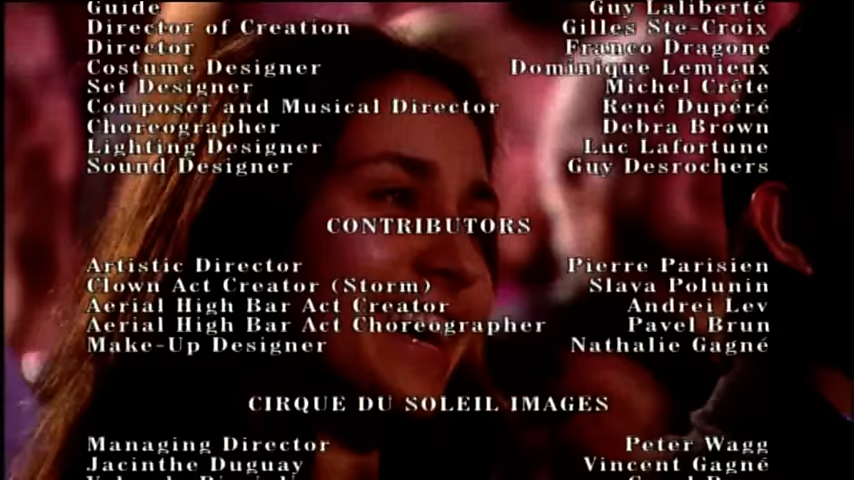 Guide Guy Laliberté
Director of Creation Gilles Ste-Croix
Director Franco Dragone
Costume Designer Dominique Lemieux
Set Designer Michel Crête
Composer and Musical Director René Dupéré
Choreographer Debra Brown
Lighting Designer Luc Lafortune
Sound Designer Guy Desrochers
CONTRIBUTORS
Artistic Director Pierre Parisien
Clown Act Creator (Storm) Slava Polunin
Aerial High Bar Act Creator Andrei Lev
Aerial High Bar Act Choreographer Pavel Brun
Make-Up Designer Nathalie Gagné
CIRQUE DU SOLEIL IMAGES
Managing Director Peter Wagg
Jacinthe Duguay Vincent Gagné